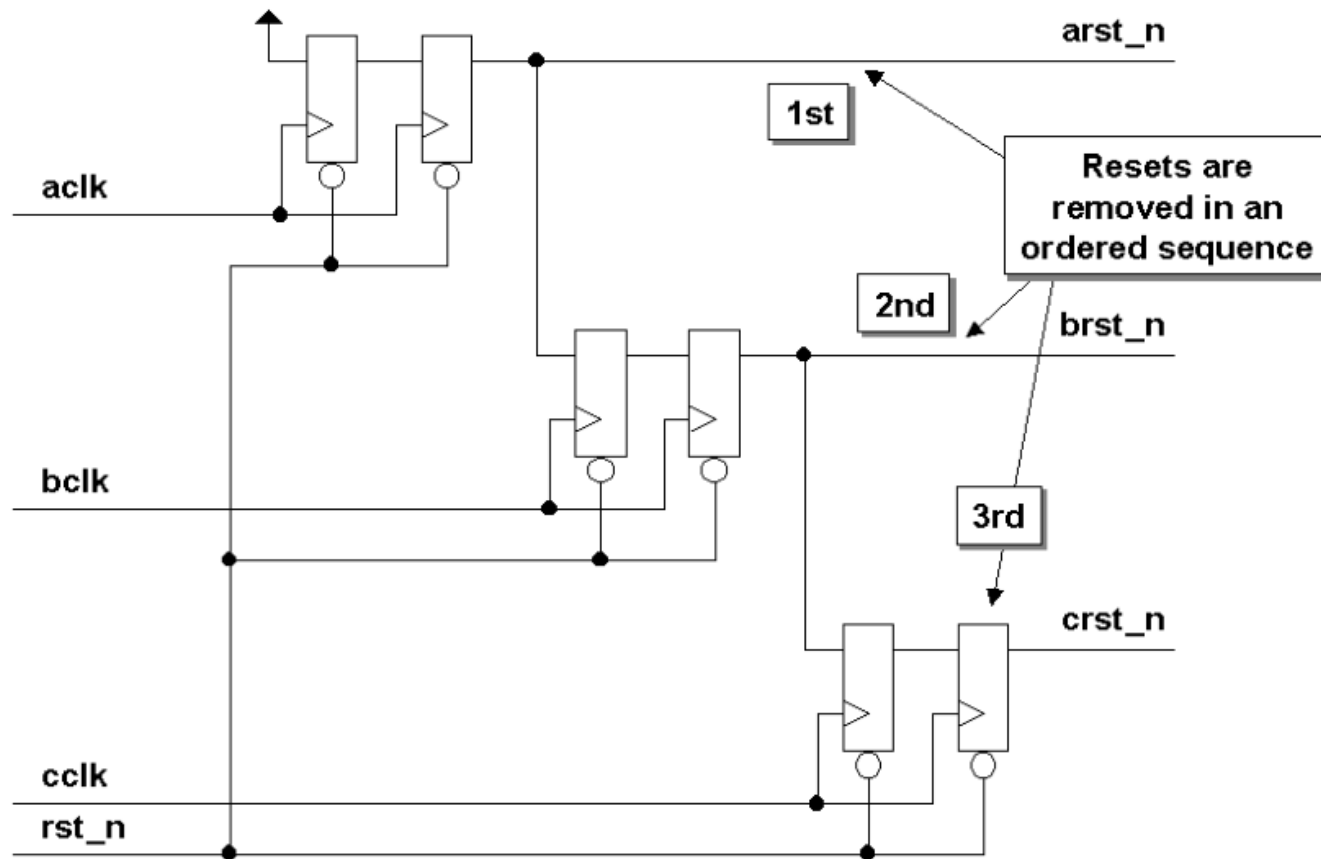 arst_n
1st
Resets are
removed in an
ordered sequence
aclk
2nd
brst_n
bclk
3rd
crst_n
cclk
rst_n